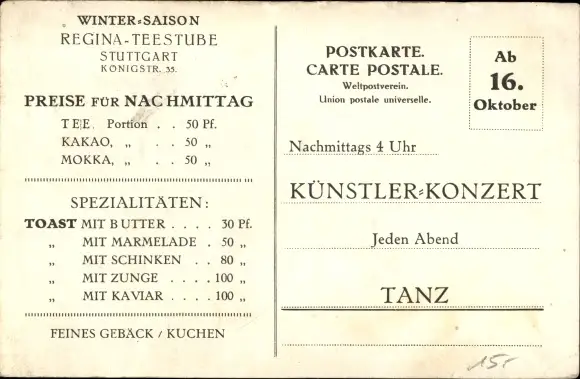 WINTER=SAISON
REGINA-TEESTUBE
STUTTGART
KÖNIGSTR. 35.
PREISE FÜR NACHMITTAG
TEE Portion . . 50 Pf.
KAKAO, „ . . 50 „
MOKKA, „ . . 50 „
SPEZIALITÄTEN:
TOAST MIT BUTTER . . . . 30 Pf.
„ MIT MARMELADE . 50 „
„ MIT SCHINKEN . . 80 „
„ MIT ZUNGE . . . . 100 „
„ MIT KAVIAR . . . . 100 „
FEINES GEBÄCK / KUCHEN
POSTKARTE.
CARTE POSTALE.
Weltpostverein.
Union postale universelle.
Ab
16.
Oktober
Nachmittags 4 Uhr
KÜNSTLER=KONZERT
Jeden Abend
TANZ
15.-